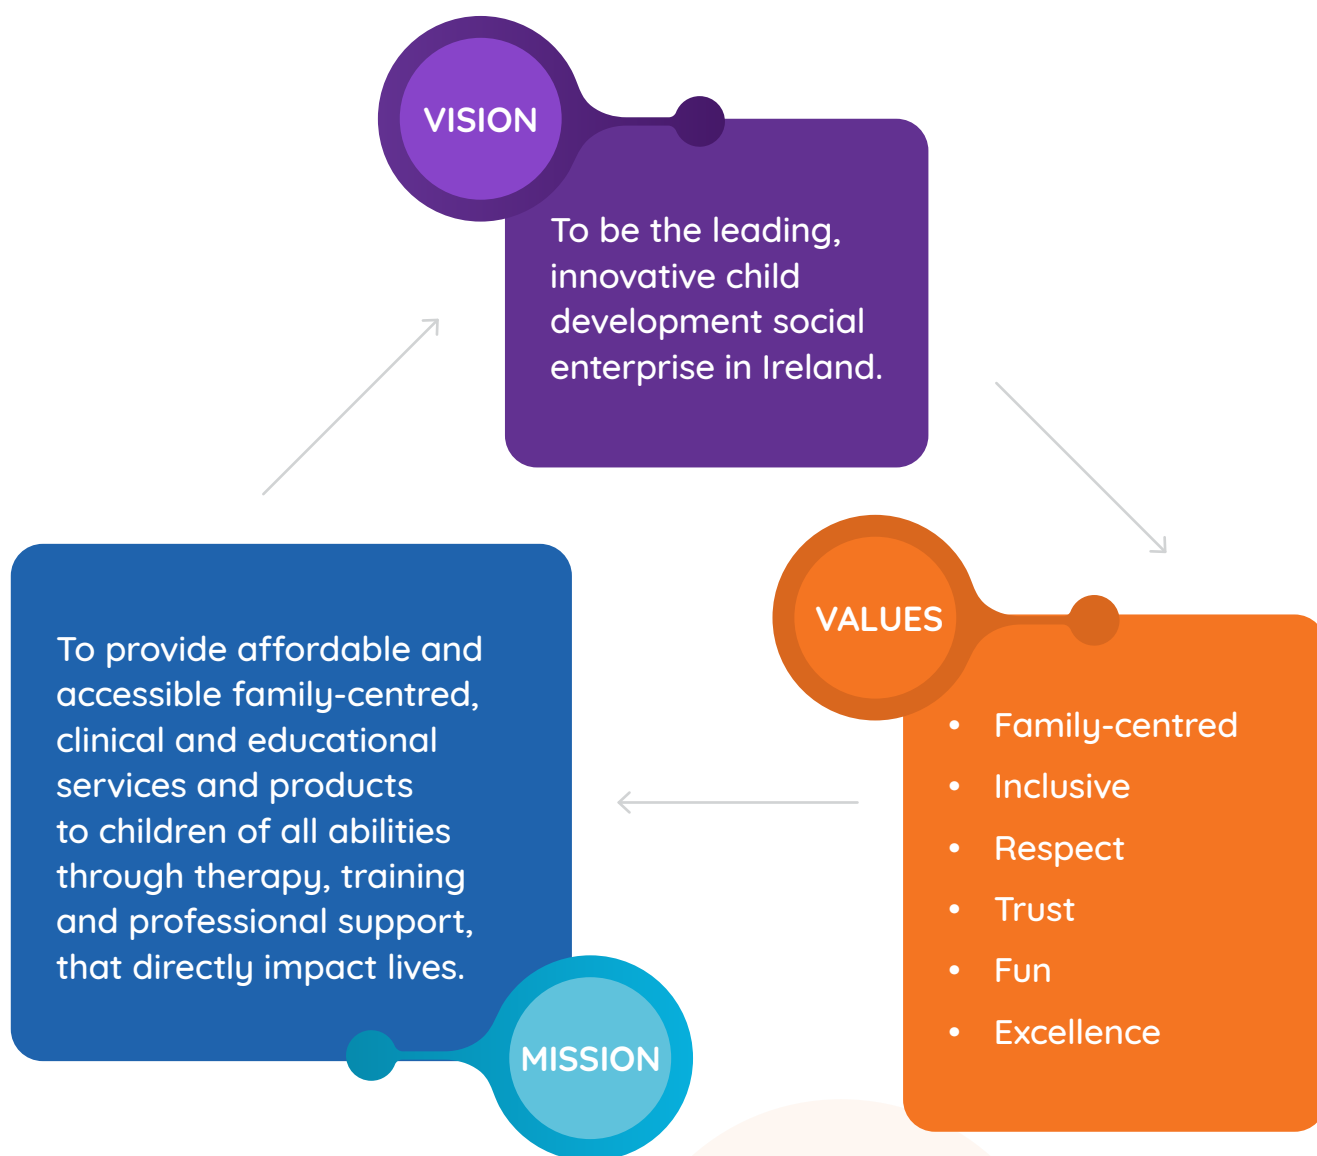 VISION
To be the leading,
innovative child
development social
enterprise in Ireland.
VALUES
• Family-centred
• Inclusive
• Respect
• Trust
• Fun
• Excellence
To provide affordable and
accessible family-centred,
clinical and educational
services and products
to children of all abilities
through therapy, training
and professional support,
that directly impact lives.
MISSION